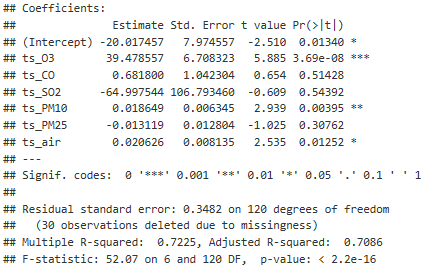 ## Coefficients:
##               Estimate Std. Error t value Pr(>|t|)
## (Intercept) -20.017457   7.974557  -2.510  0.01340 *
## ts_O3        39.478557   6.708323   5.885 3.69e-08 ***
## ts_CO         0.681800   1.042304   0.654  0.51428
## ts_SO2      -64.997544 106.793460  -0.609  0.54392
## ts_PM10       0.018649   0.006345   2.939  0.00395 **
## ts_PM25      -0.013119   0.012804  -1.025  0.30762
## ts_air        0.020626   0.008135   2.535  0.01252 *
## ---
## Signif. codes:  0 '***' 0.001 '**' 0.01 '*' 0.05 '.' 0.1 ' ' 1
##
## Residual standard error: 0.3482 on 120 degrees of freedom
##   (30 observations deleted due to missingness)
## Multiple R-squared:  0.7225, Adjusted R-squared:  0.7086
## F-statistic: 52.07 on 6 and 120 DF,  p-value: < 2.2e-16